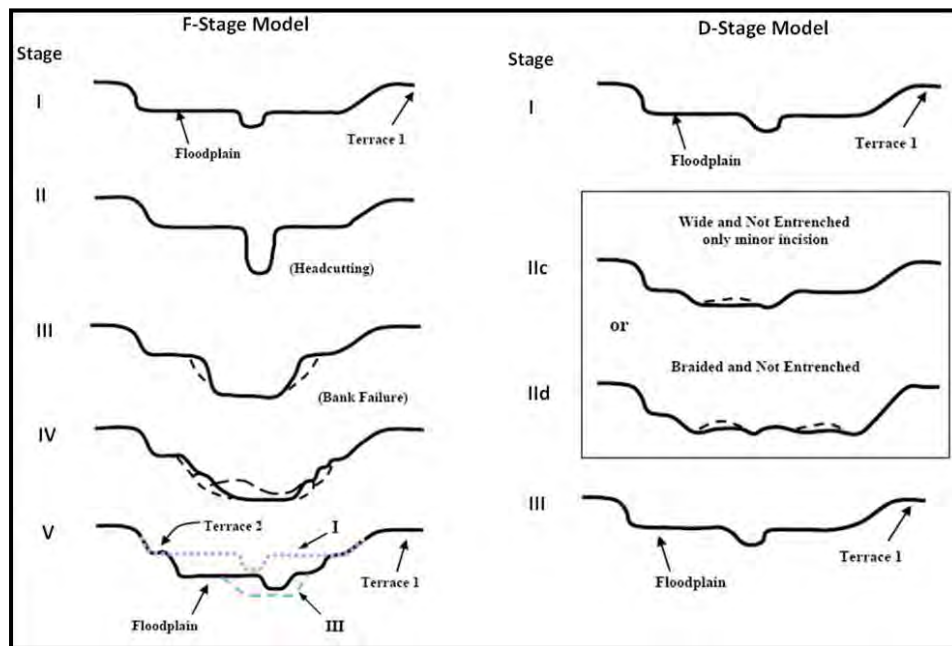 F-Stage Model
Stage
I
Floodplain
Terrace 1
II
(Headcutting)
III
(Bank Failure)
IV
V
Terrace 2
I
Terrace 1
Floodplain
III
D-Stage Model
Stage
I
Floodplain
Terrace 1
Wide and Not Entrenched
only minor incision
IIc
or
Braided and Not Entrenched
IId
III
Floodplain
Terrace 1